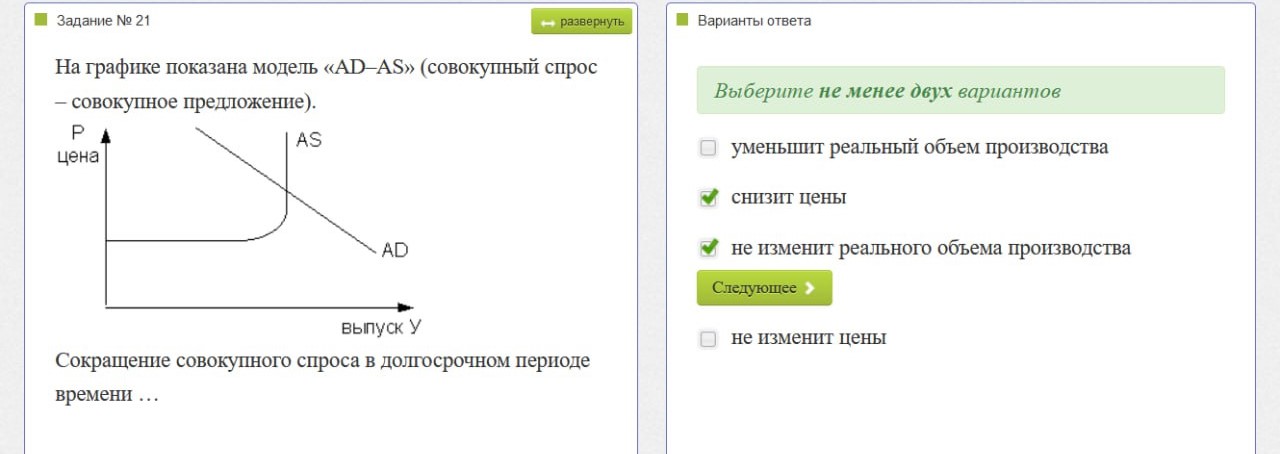 Задание № 21
развернуть
На графике показана модель «AD–AS» (совокупный спрос
– совокупное предложение).
P
цена
AS
AD
выпуск У
Сокращение совокупного спроса в долгосрочном периоде
времени …
Варианты ответа
Выберите не менее двух вариантов
уменьшит реальный объем производства
снизит цены
не изменит реального объема производства
Следующее
не изменит цены